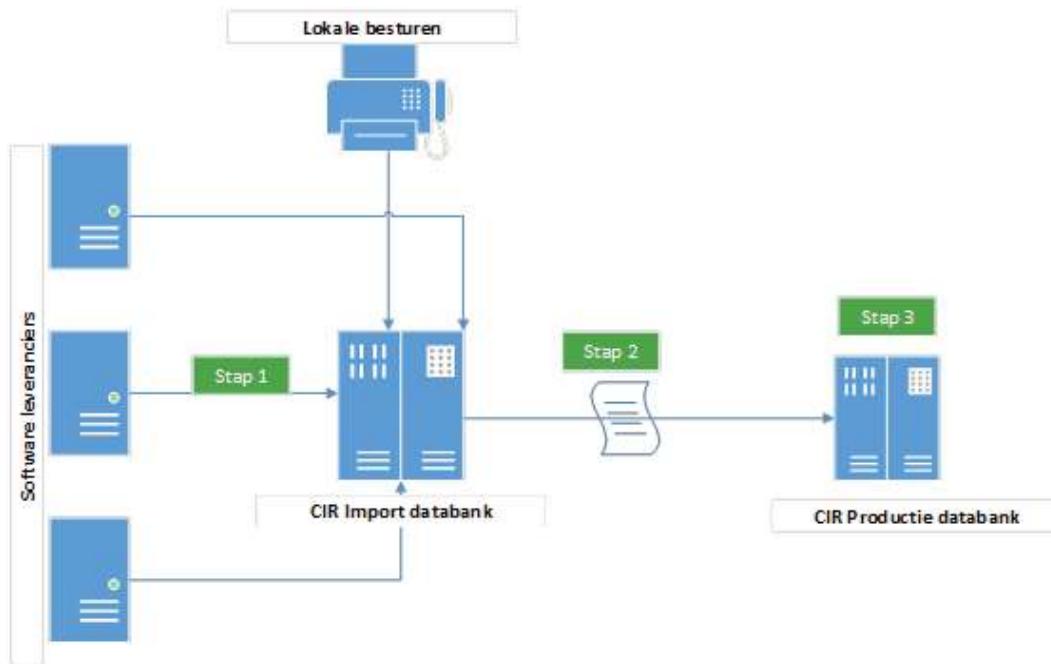 Lokale besturen
Software leveranciers
Stap 1
Stap 2
Stap 3
CIR Import databank
CIR Productie databank